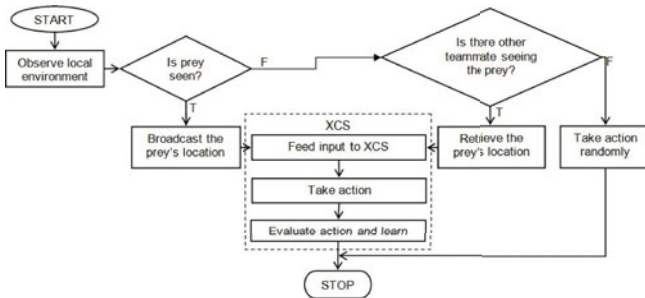 START
Observe local
environment
Is prey
seen?
F
T
Is there other
teammate seeing
the prey?
F
T
Broadcast the
prey's location
XCS
Feed input to XCS
Take action
Evaluate action and learn
Retrieve the
prey's location
Take action
randomly
STOP